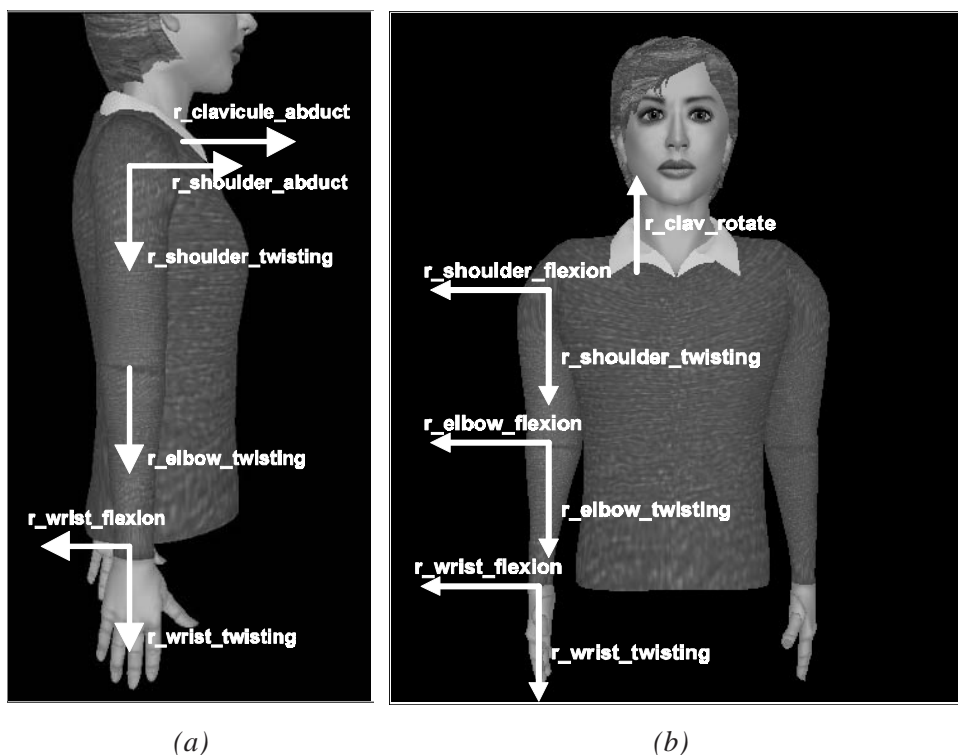 r_clavicule_abduct
r_shoulder_abduct
r_shoulder_twisting
r_elbow_twisting
r_wrist_flexion
r_wrist_twisting
(a)
r_clav_rotate
r_shoulder_flexion
r_shoulder_twisting
r_elbow_flexion
r_elbow_twisting
r_wrist_flexion
r_wrist_twisting
(b)